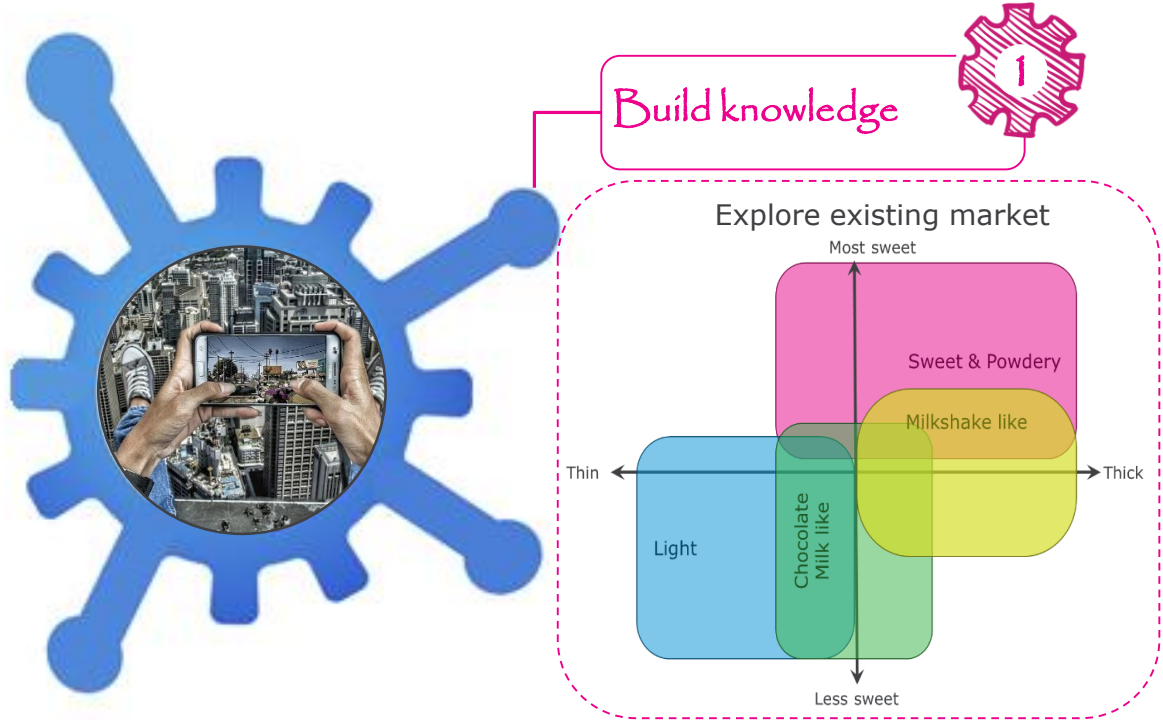 1
Build knowledge
Explore existing market
Most sweet
Sweet & Powdery
Milkshake like
Thin
Thick
Light
Chocolate
Milk like
Less sweet